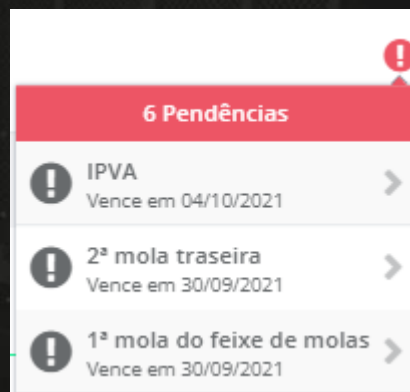 6 Pendências
IPVA
Vence em 04/10/2021
2ª mola traseira
Vence em 30/09/2021
1ª mola do feixe de molas
Vence em 30/09/2021